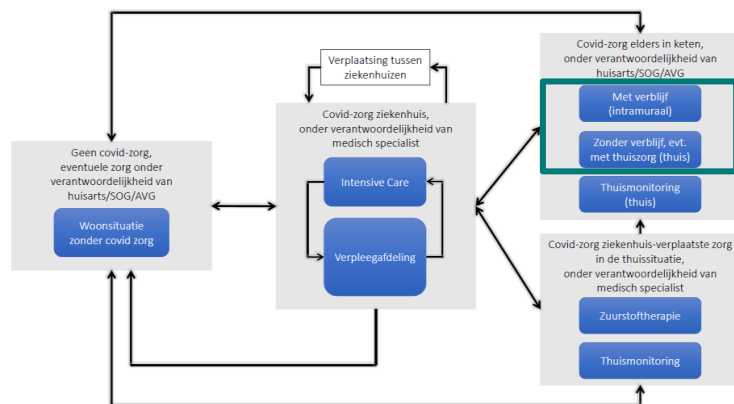 Geen covid-zorg,
eventuele zorg onder
verantwoordelijkheid van
huisarts/SOG/AVG
Woonsituatie
zonder covid zorg
Verplaatsing tussen
ziekenhuizen
Covid-zorg ziekenhuis,
onder verantwoordelijkheid van
medisch specialist
Intensive Care
Verpleegafdeling
Covid-zorg elders in keten,
onder verantwoordelijkheid van
huisarts/SOG/AVG
Met verblijf
(intramuraal)
Zonder verblijf, evt.
met thuiszorg (thuis)
Thuismonitoring
(thuis)
Covid-zorg ziekenhuis-verplaatste zorg
in de thuissituatie,
onder verantwoordelijkheid van
medisch specialist
Zuurstoftherapie
Thuismonitoring